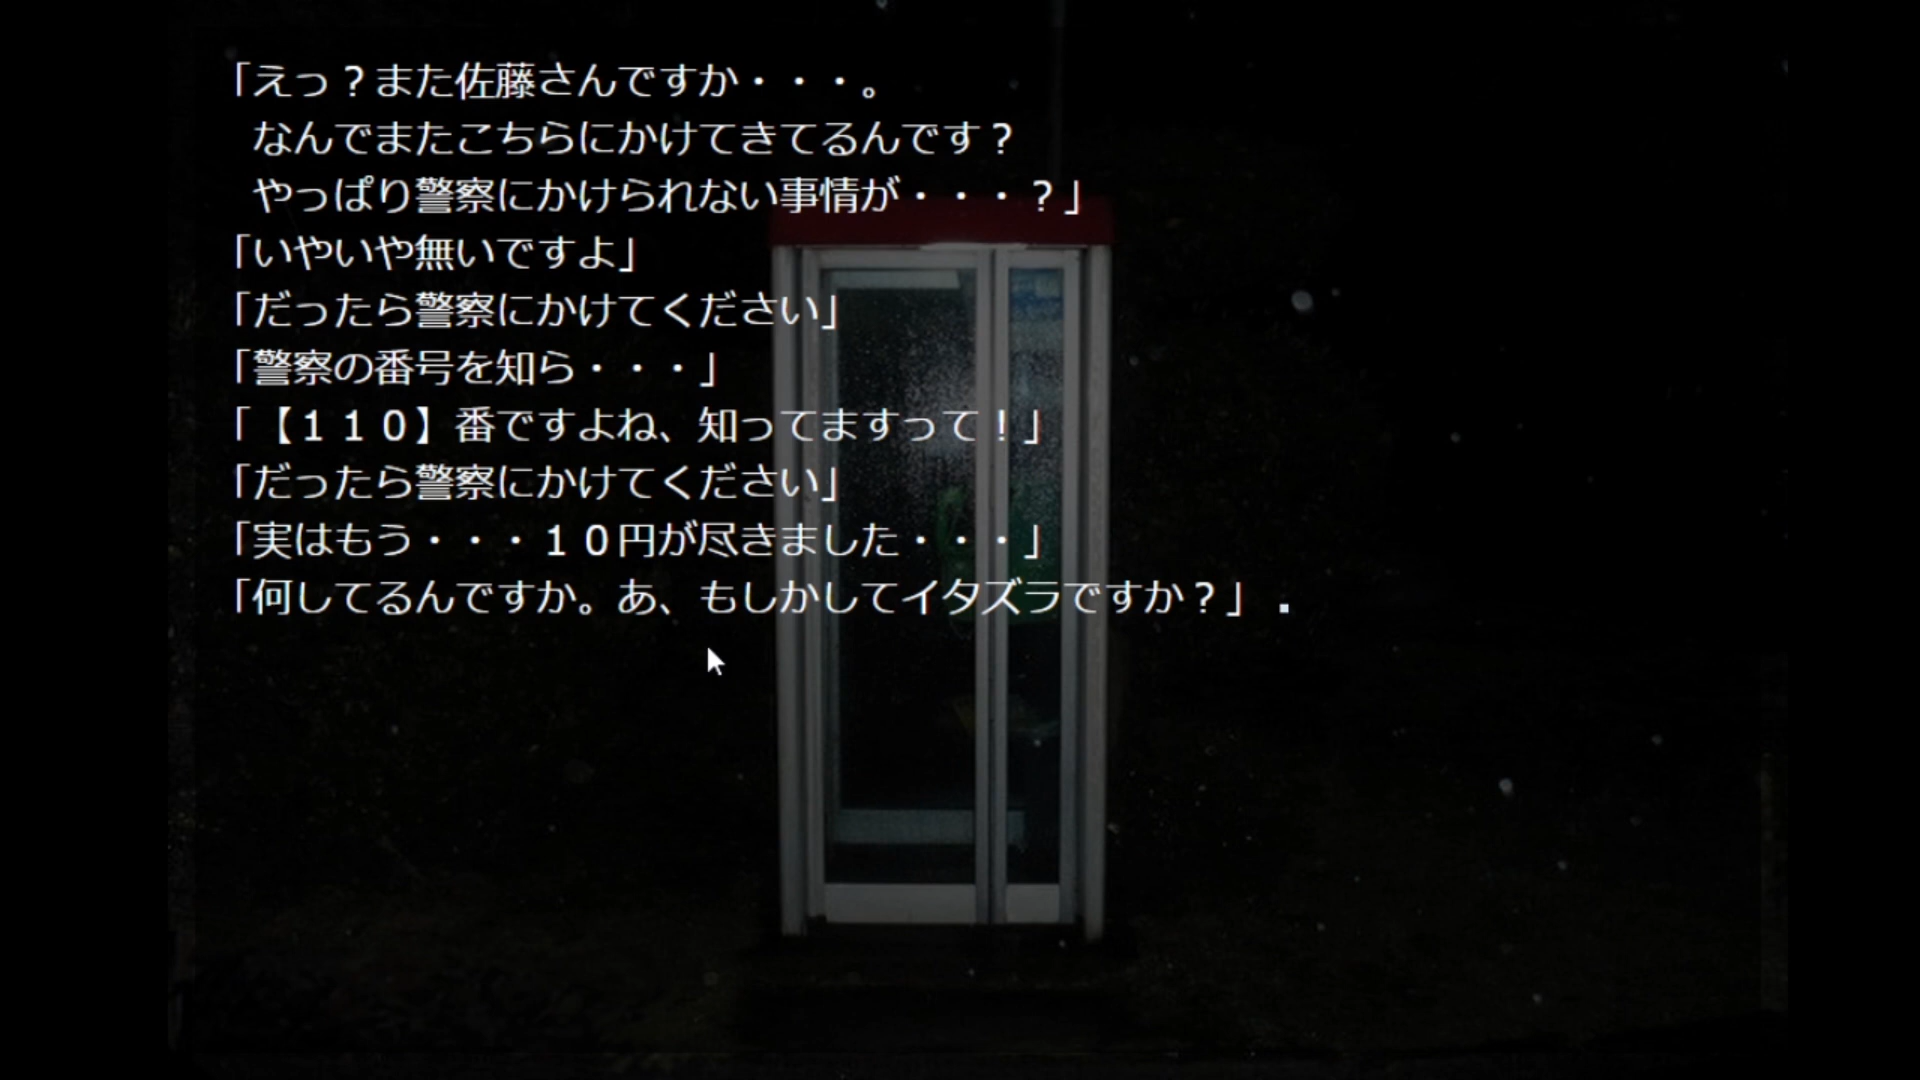 「えっ？また佐藤さんですか・・・。
なんでまたこちらにかけてきてるんです？
やっぱり警察にかけられない事情が・・・？」
「いやいや無いですよ」
「だったら警察にかけてください」
「警察の番号を知ら・・・」
「【１１０】番ですよね、知ってますって！」
「だったら警察にかけてください」
「実はもう・・・１０円が尽きました・・・」
「何してるんですか。あ、もしかしてイタズラですか？」